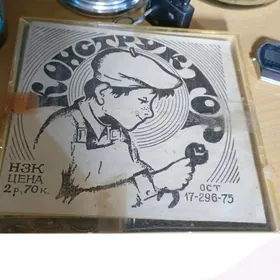 КОНСТРУКТОР
НЗК
ЦЕНА
2р,70к.
ОСТ
17-296-75